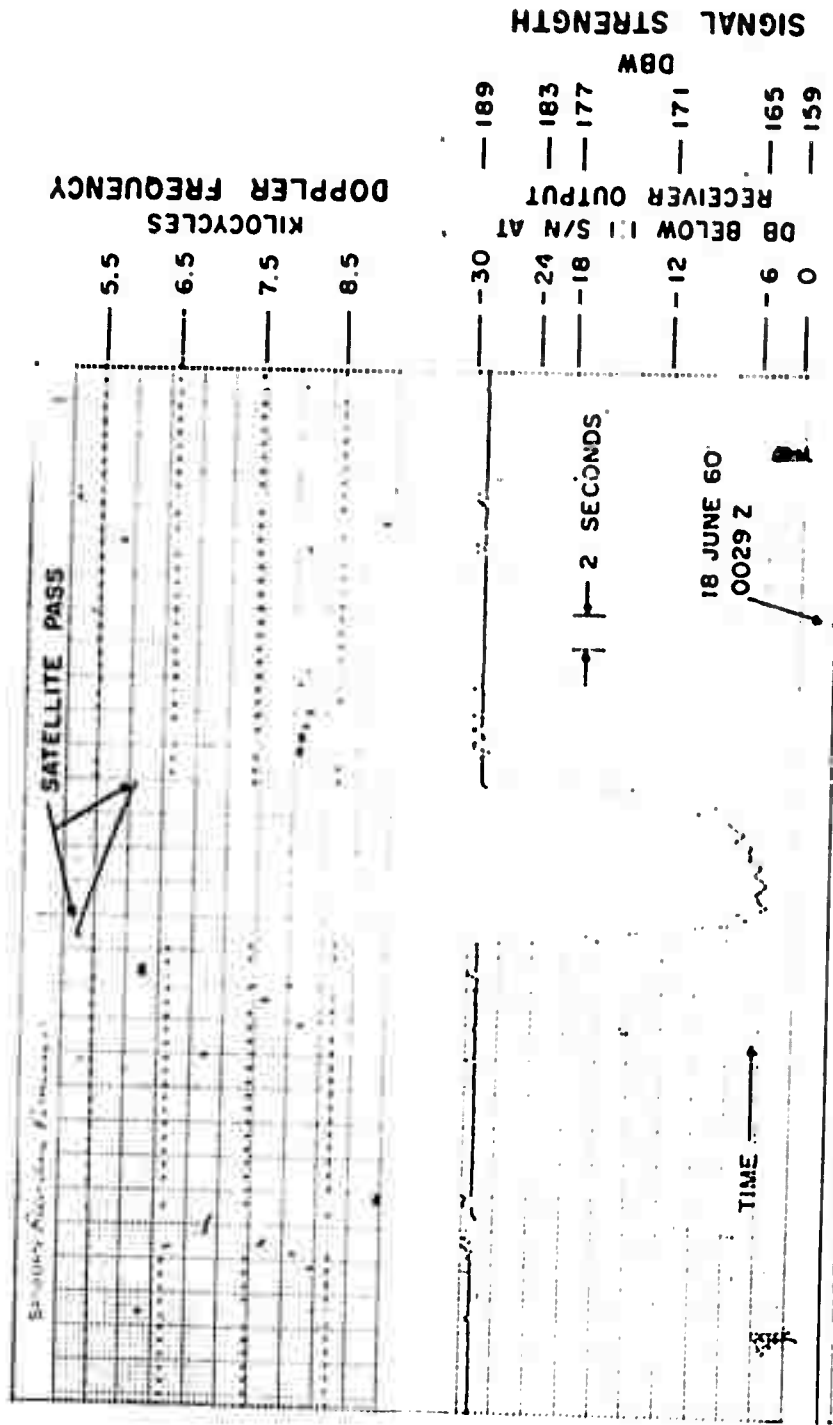 SATELLITE PASS
5.5
6.5
7.5
8.5
KILOCYCLES
DOPPLER FREQUENCY
-30
-24
-18
-12
-6
0
DB BELOW 1:1 S/N AT
RECEIVER OUTPUT
189
183
177
171
165
159
DBW
SIGNAL STRENGTH
2 SECONDS
18 JUNE 60
0029 Z
TIME